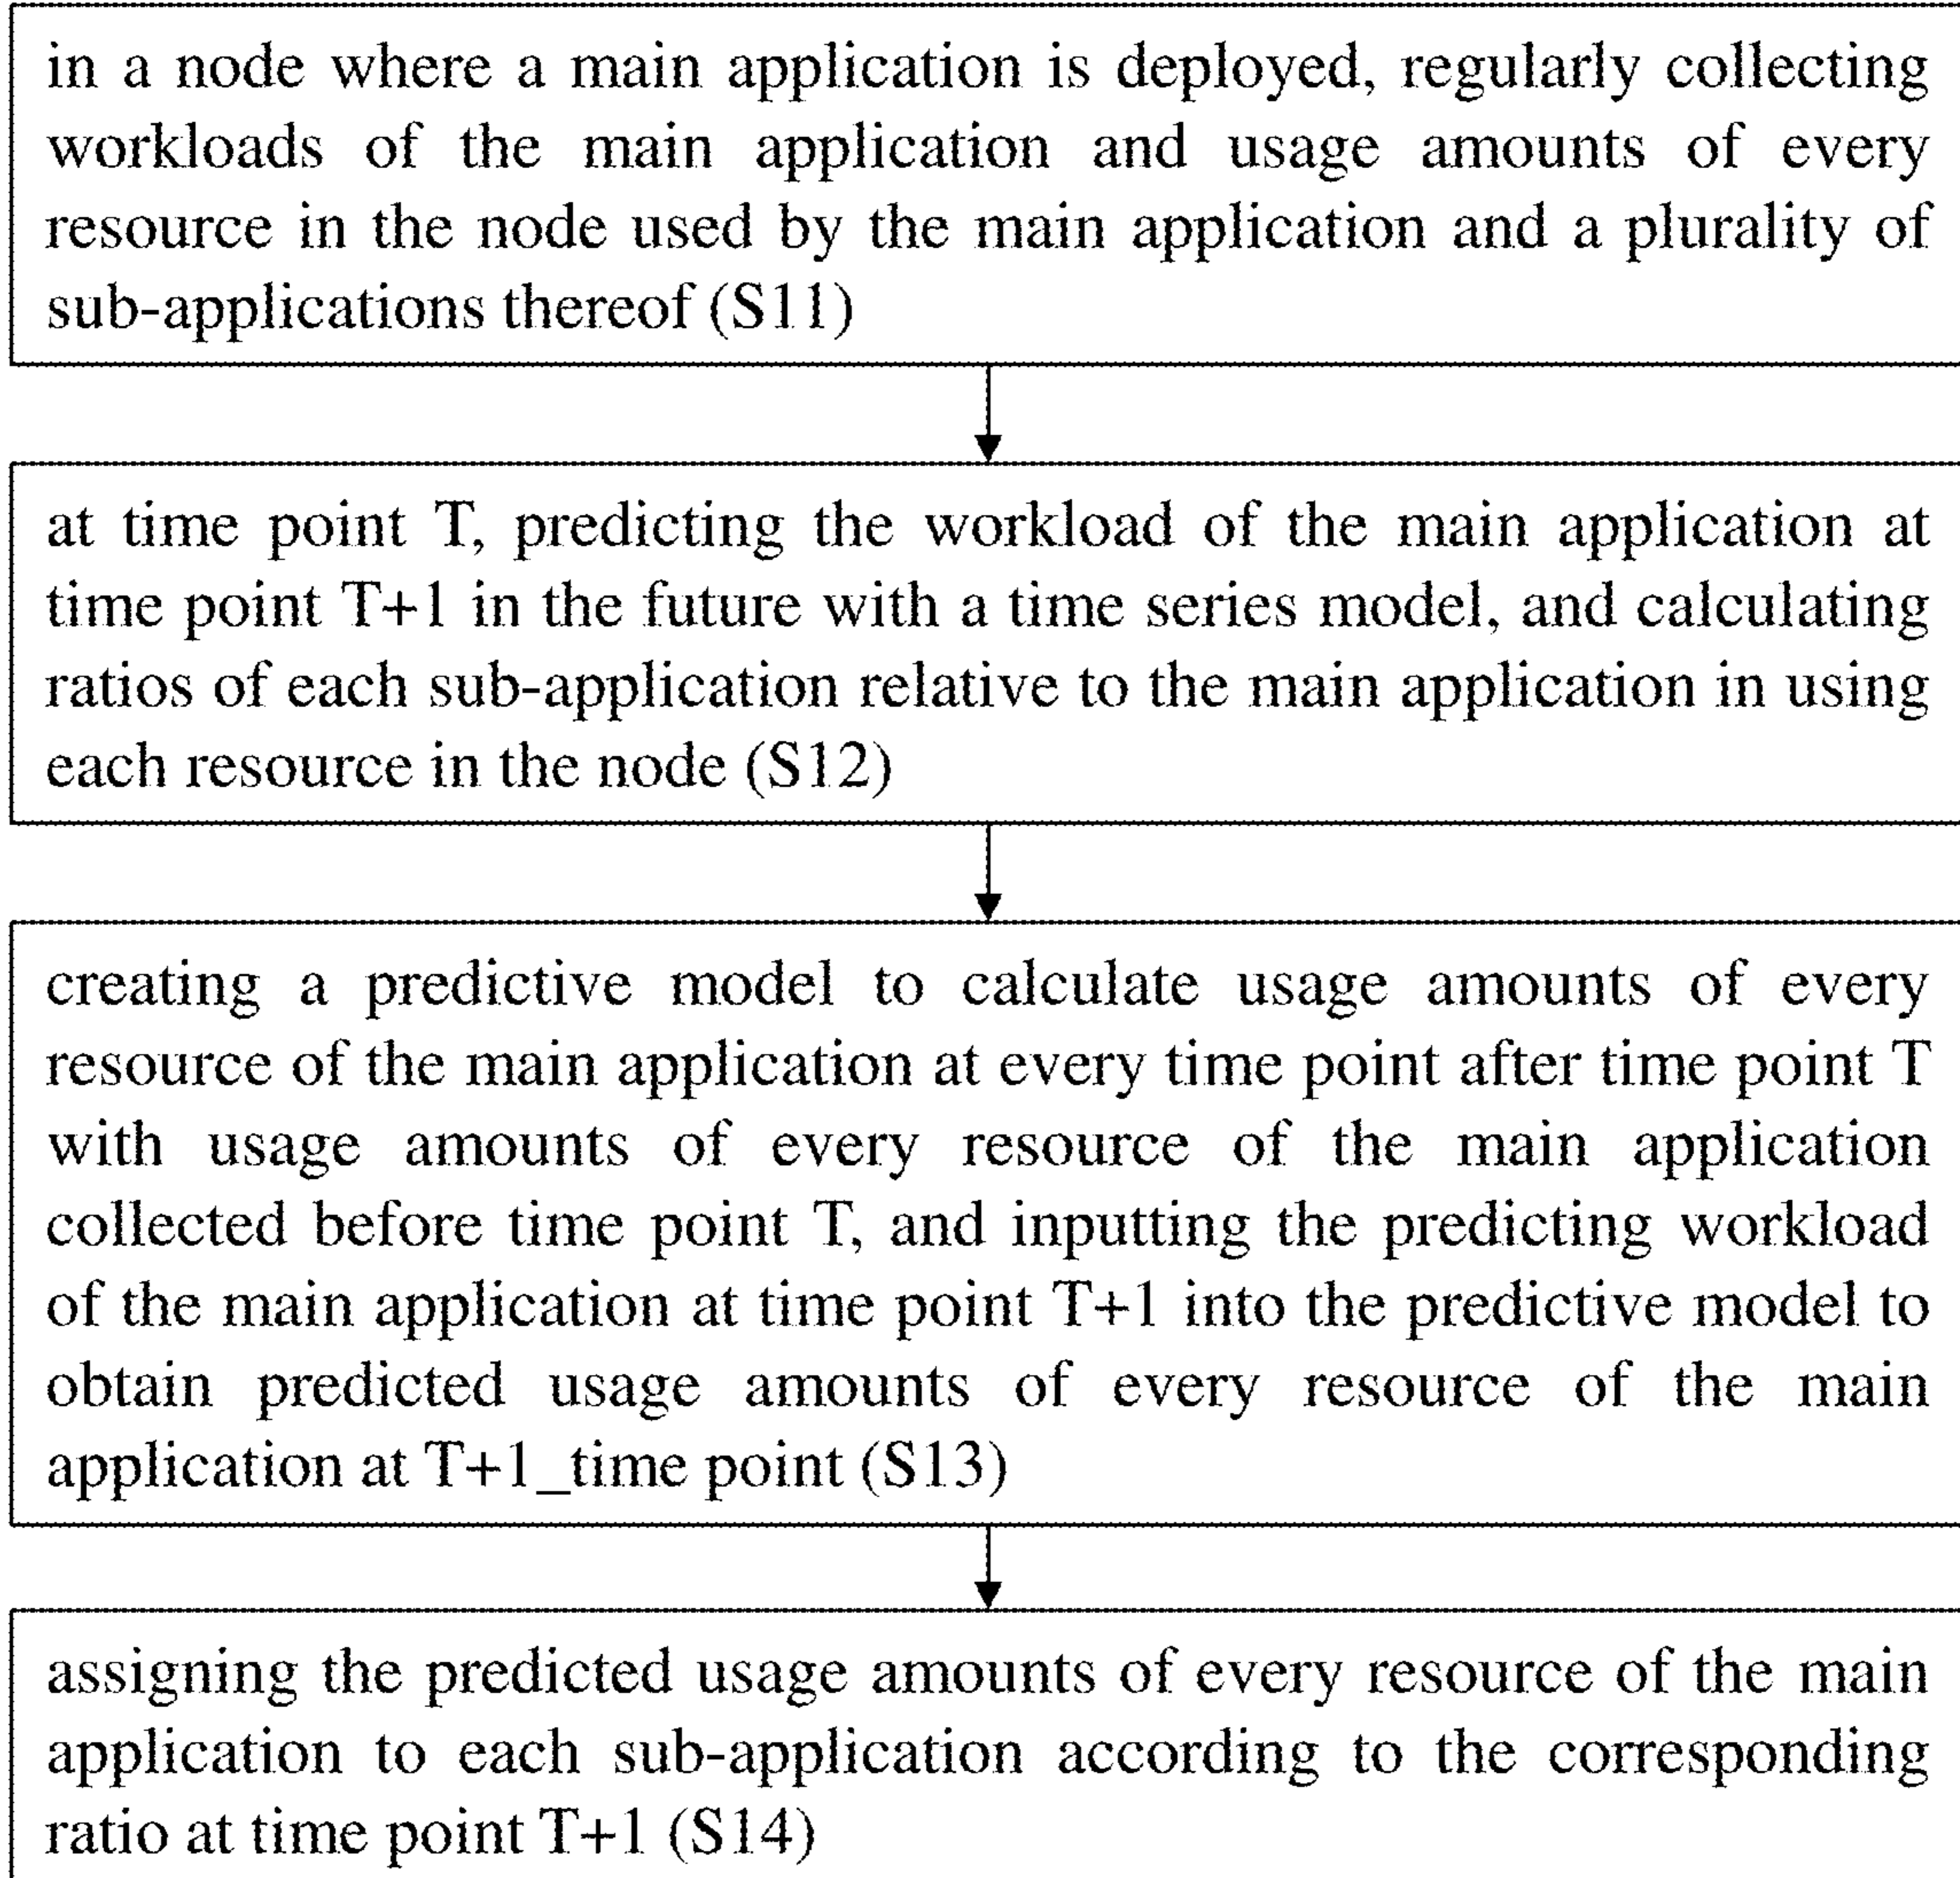 in a node where a main application is deployed, regularly collecting
workloads of the main application and usage amounts of every
resource in the node used by the main application and a plurality of
sub-applications thereof (S11)
at time point T, predicting the workload of the main application at
time point T+1 in the future with a time series model, and calculating
ratios of each sub-application relative to the main application in using
each resource in the node (S12)
creating a predictive model to calculate usage amounts of every
resource of the main application at every time point after time point T
with usage amounts of every resource of the main application
collected before time point T, and inputting the predicting workload
of the main application at time point T+1 into the predictive model to
obtain predicted usage amounts of every resource of the main
application at T+1_time point (S13)
assigning the predicted usage amounts of every resource of the main
application to each sub-application according to the corresponding
ratio at time point T+1 (S14)